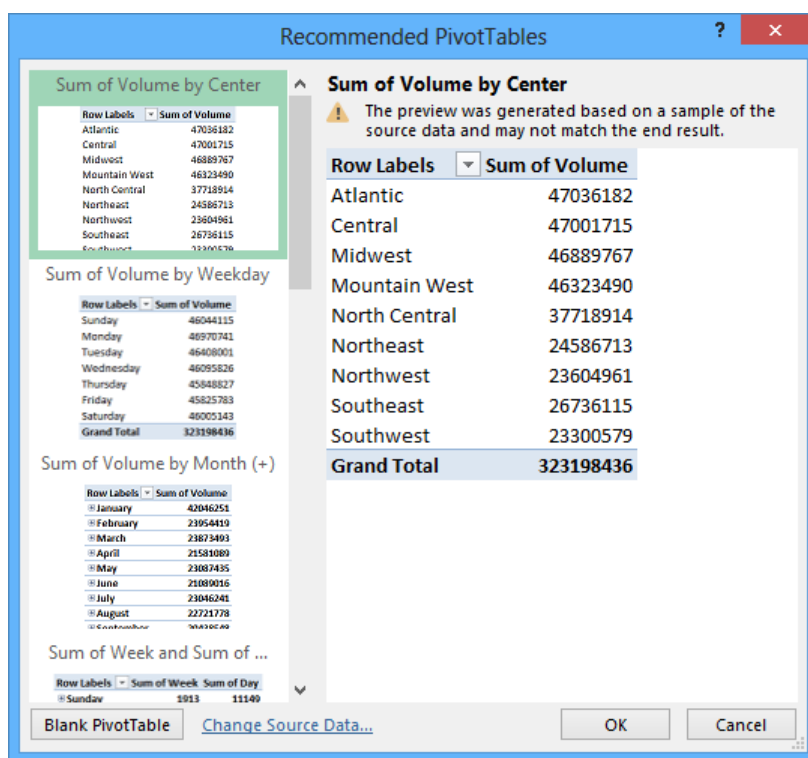 Recommended PivotTables
?
Sum of Volume by Center
Row Labels Sum of Volume
Atlantic 47036182
Central 47001715
Midwest 46889767
Mountain West 46323490
North Central 37718914
Northeast 24586713
Northwest 23604961
Southeast 26736115
Southwest 23300579
Sum of Volume by Weekday
Row Labels Sum of Volume
Sunday 46044115
Monday 46970741
Tuesday 46408001
Wednesday 46095826
Thursday 45848827
Friday 45825783
Saturday 46005143
Grand Total 323198436
Sum of Volume by Month (+)
Row Labels Sum of Volume
January 42046251
February 23954419
March 23873493
April 21581089
May 23087435
June 21089016
July 23046241
August 22721778
September
Sum of Week and Sum of ...
Row Labels Sum of Week Sum of Day
Sunday 1913 11149
Sum of Volume by Center
The preview was generated based on a sample of the
source data and may not match the end result.
Row Labels Sum of Volume
Atlantic 47036182
Central 47001715
Midwest 46889767
Mountain West 46323490
North Central 37718914
Northeast 24586713
Northwest 23604961
Southeast 26736115
Southwest 23300579
Grand Total 323198436
Blank PivotTable
Change Source Data...
OK
Cancel